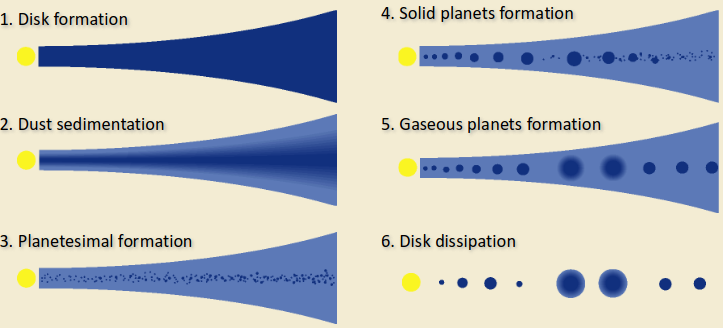 1. Disk formation
2. Dust sedimentation
3. Planetesimal formation
4. Solid planets formation
5. Gaseous planets formation
6. Disk dissipation